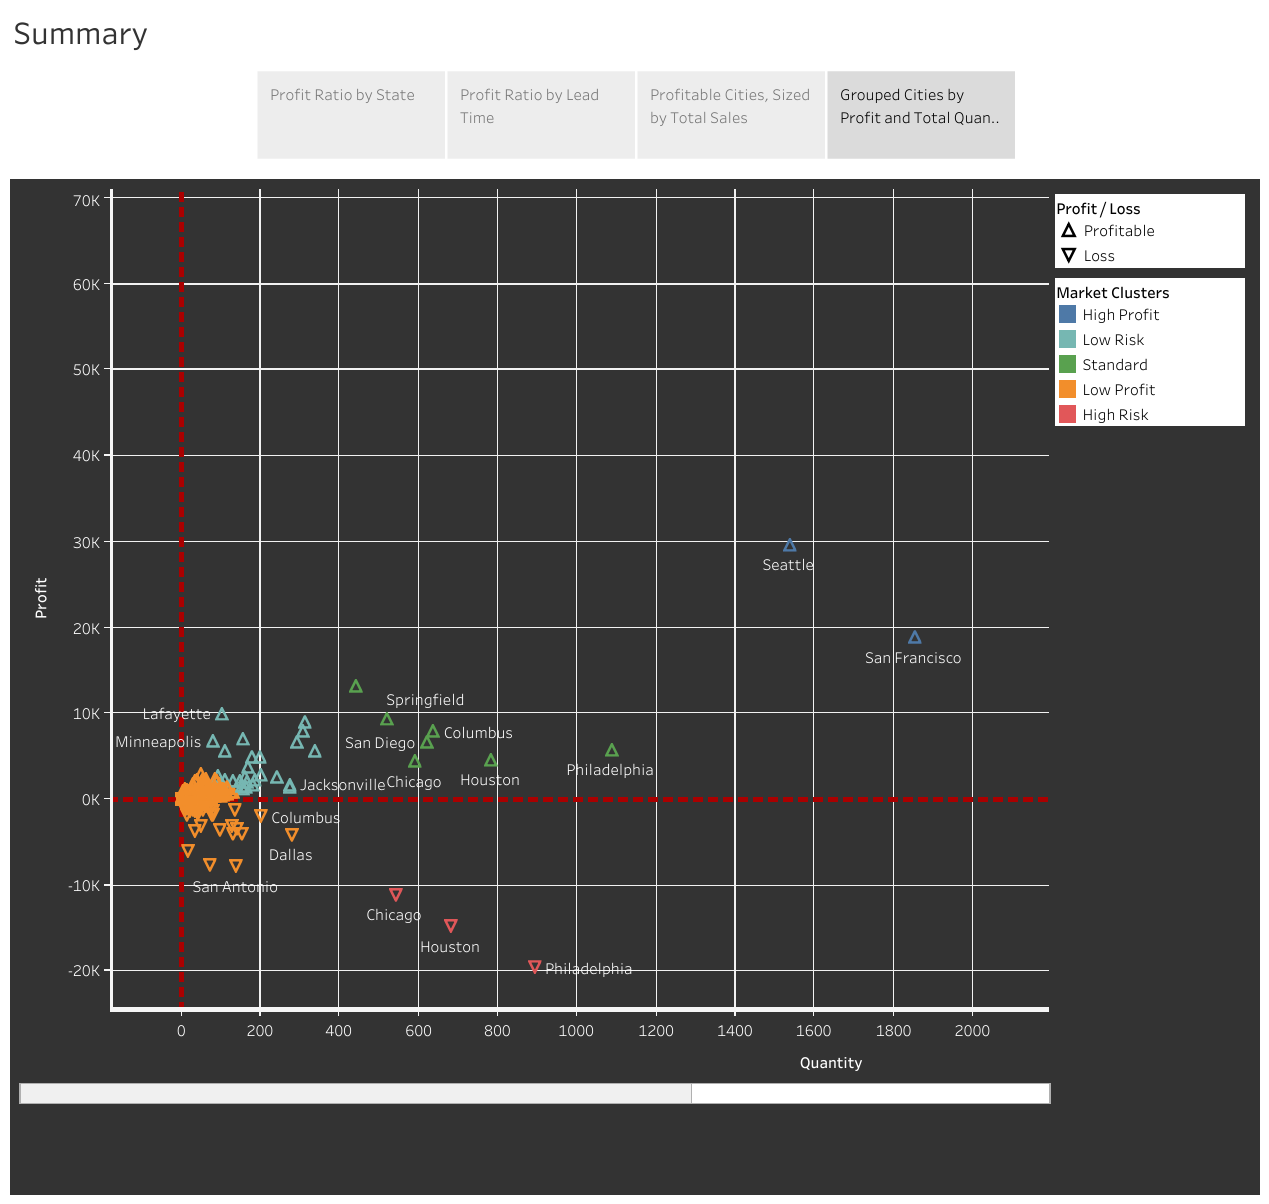 Summary
Profit Ratio by State
Profit Ratio by Lead
Time
Profitable Cities, Sized
by Total Sales
Grouped Cities by
Profit and Total Quan..
70K
60K
50K
40K
30K
20K
10K
0K
-10K
-20K
Profit
Seattle
San Francisco
Springfield
Lafayette
Columbus
Minneapolis
San Diego
Philadelphia
Houston
Chicago
Jacksonville
Columbus
Dallas
San Antonio
Chicago
Houston
Philadelphia
0
200
400
600
800
1000
1200
1400
1600
1800
2000
Quantity
Profit / Loss
Profitable
Loss
Market Clusters
High Profit
Low Risk
Standard
Low Profit
High Risk